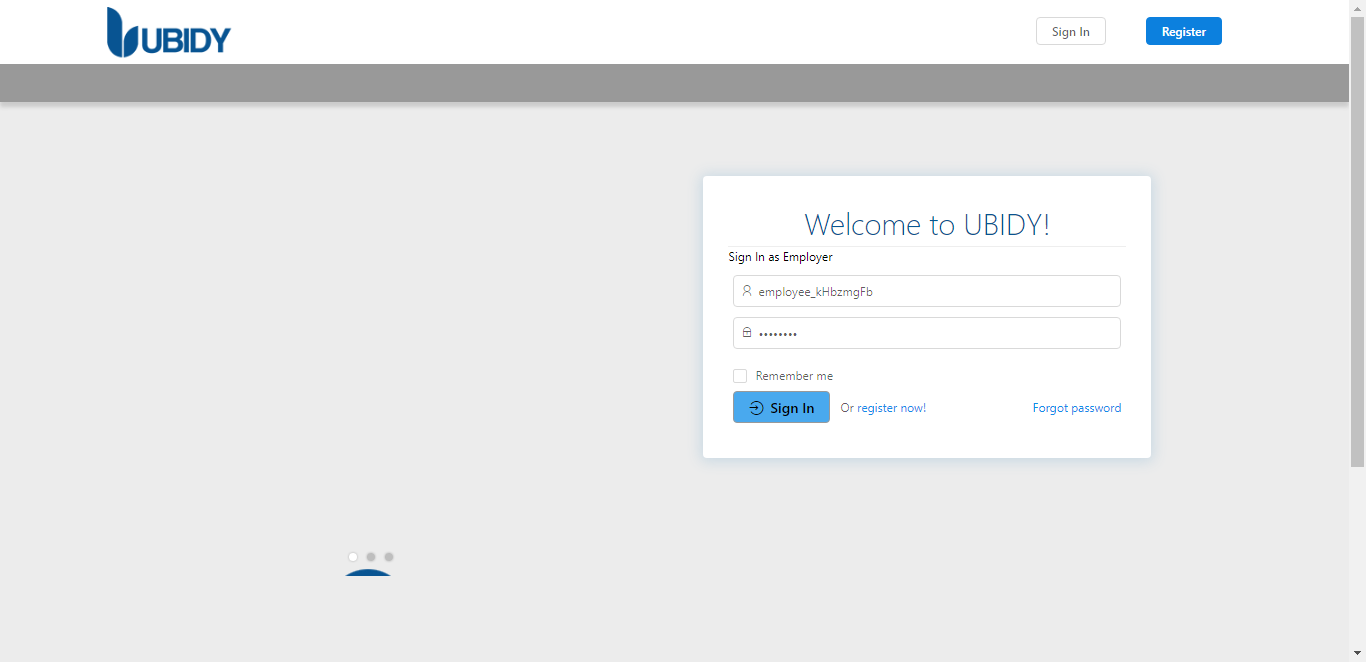 UBIDY
Sign In
Register
Welcome to UBIDY!
Sign In as Employer
employee_kHbzmgFb
••••••••
Remember me
Sign In
Or register now!
Forgot password